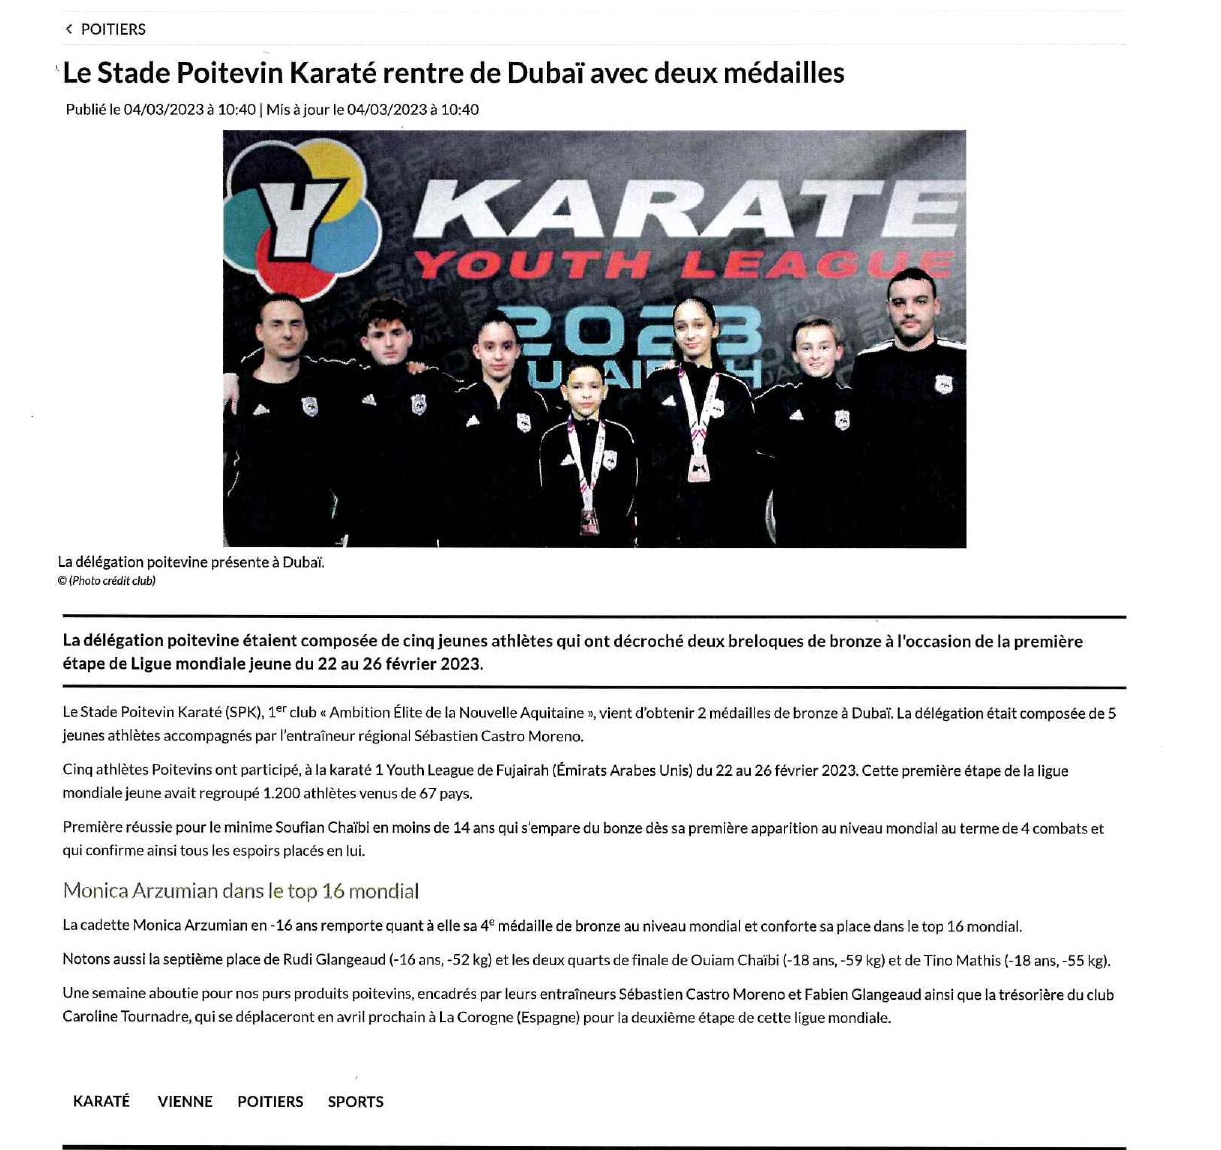 < POITIERS
Le Stade Poitevin Karaté rentre de Dubaï avec deux médailles
Publié le 04/03/2023 à 10:40 | Mis à jour le 04/03/2023 à 10:40
Y KARATE
YOUTH LEAGUE
2023
La délégation poitevine présente à Dubaï.
© (Photo crédit club)
La délégation poitevine étaient composée de cinq jeunes athlètes qui ont décroché deux breloques de bronze à l'occasion de la première
étape de Ligue mondiale jeune du 22 au 26 février 2023.
Le Stade Poitevin Karaté (SPK), 1er club « Ambition Élite de la Nouvelle Aquitaine », vient d'obtenir 2 médailles de bronze à Dubaï. La délégation était composée de 5
jeunes athlètes accompagnés par l'entraîneur régional Sébastien Castro Moreno.
Cinq athlètes Poitevins ont participé, à la karaté 1 Youth League de Fujairah (Émirats Arabes Unis) du 22 au 26 février 2023. Cette première étape de la ligue
mondiale jeune avait regroupé 1.200 athlètes venus de 67 pays.
Première réussie pour le minime Soufian Chaïbi en moins de 14 ans qui s'empare du bonze dès sa première apparition au niveau mondial au terme de 4 combats et
qui confirme ainsi tous les espoirs placés en lui.
Monica Arzumian dans le top 16 mondial
La cadette Monica Arzumian en -16 ans remporte quant à elle sa 4e médaille de bronze au niveau mondial et conforte sa place dans le top 16 mondial.
Notons aussi la septième place de Rudi Glangeaud (-16 ans, -52 kg) et les deux quarts de finale de Ouiam Chaïbi (-18 ans, -59 kg) et de Tino Mathis (-18 ans, -55 kg).
Une semaine aboutie pour nos purs produits poitevins, encadrés par leurs entraîneurs Sébastien Castro Moreno et Fabien Glangeaud ainsi que la trésorière du club
Caroline Tournadre, qui se déplaceront en avril prochain à La Corogne (Espagne) pour la deuxième étape de cette ligue mondiale.
KARATÉ VIENNE POITIERS SPORTS